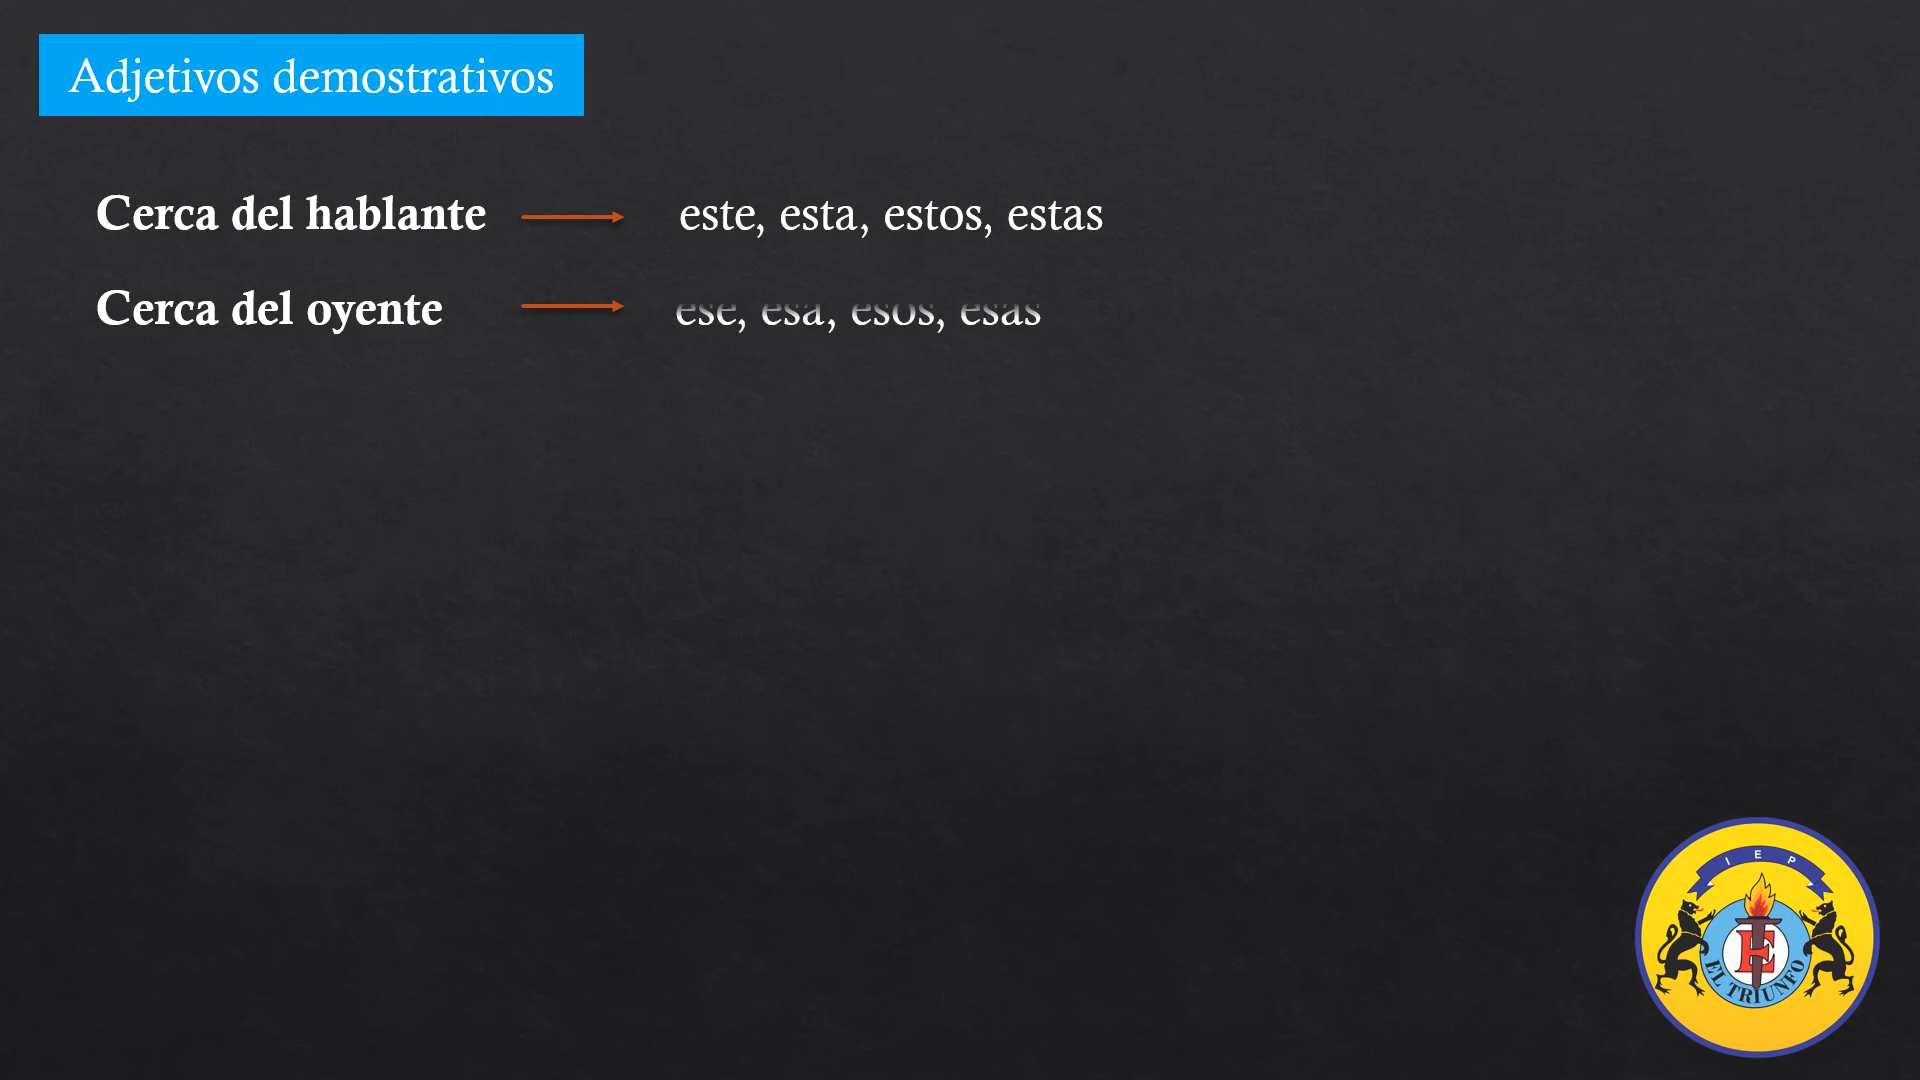 Adjetivos demostrativos
Cerca del hablante este, esta, estos, estas
Cerca del oyente ese, esa, esos, esas
I E P
E
EL TRIUNFO